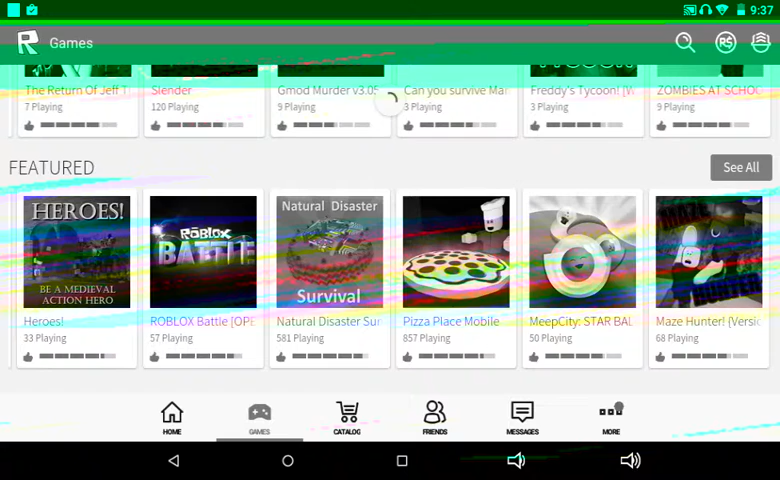 9:37
Games
The Return Of Jeff T
Slender
Gmod Murder v3.05
Can you survive Mar
Freddy's Tycoon! [W
ZOMBIES AT SCHOO
7 Playing
120 Playing
9 Playing
3 Playing
3 Playing
9 Playing
FEATURED
See All
HEROES!
BE A MEDIEVAL
ACTION HERO
ROBLOX
BATTLE
Natural Disaster
Survival
Heroes!
ROBLOX Battle [OPE
Natural Disaster Sur
Pizza Place Mobile
MeepCity: STAR BAL
Maze Hunter! (Versic
33 Playing
57 Playing
581 Playing
857 Playing
50 Playing
68 Playing
HOME
GAMES
CATALOG
FRIENDS
MESSAGES
MORE